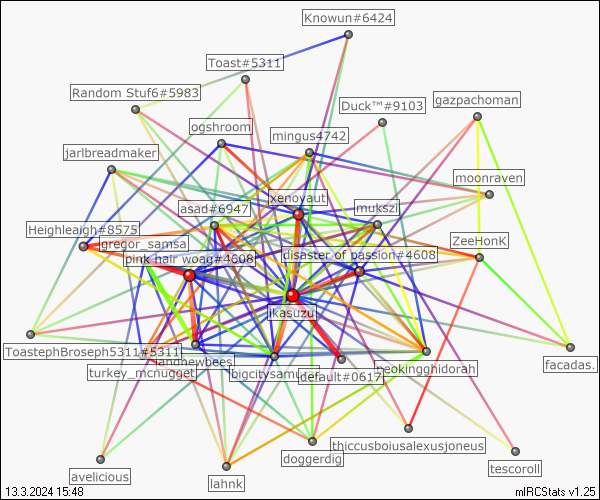 Knowun#6424
Toast#5311
Random Stuf6#5983
gazpachoman
Duck™#9103
ogshroom
mingus4742
jarlbreadmaker
moonraven
xenoyaut
asad#6947
mukszi
Heighleaigh#8575
gregor_samsa
ZeeHonK
pink hair woag#4608
disaster of passion#4608
jkasuzu
ToastephBroseph5311#5311
landnewbees
facadas.
turkey_mcnugget
bigcitysamu
default#0617
neokingghidorah
thiccusboiusalexusjoneus
doggerdig
tescoroll
avelicious
lahnk
13.3.2024 15:48
mIRCStats v1.25